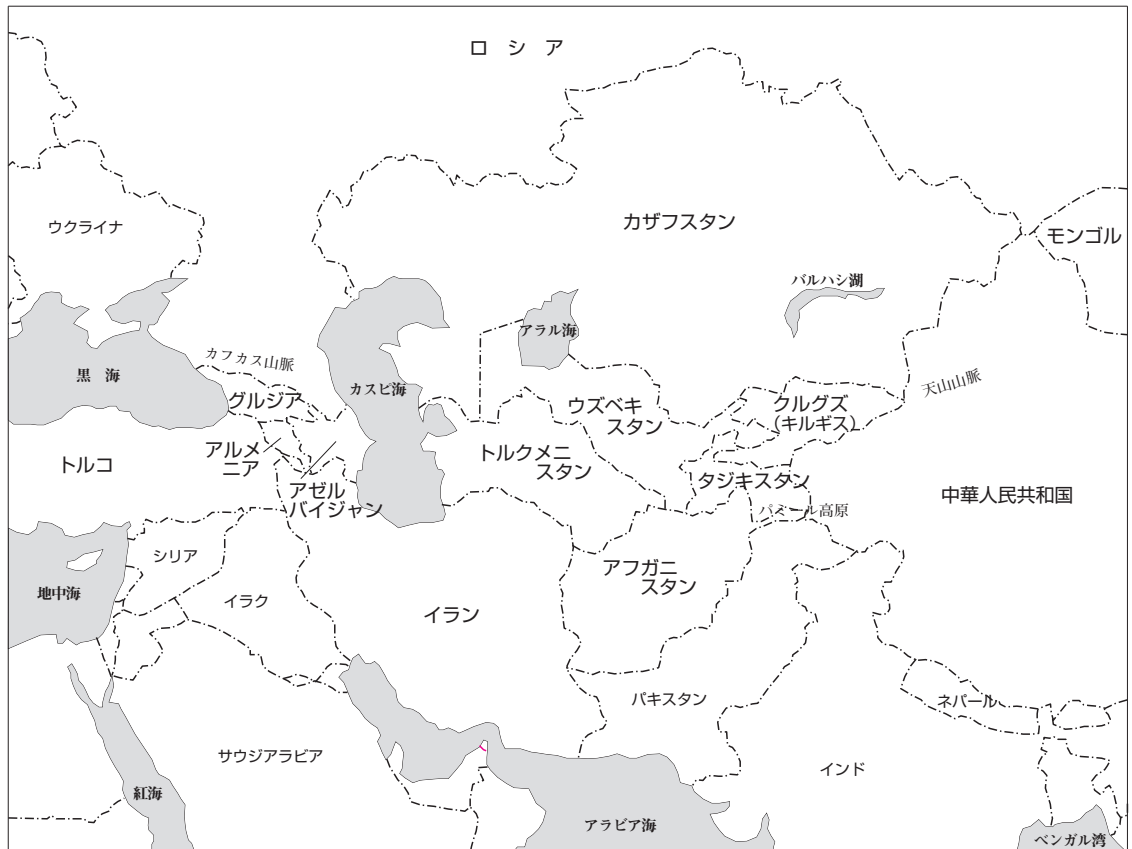 ロシア
カザフスタン
ウクライナ
モンゴル
バルハシ湖
アラル海
カフカス山脈
黒海
カスピ海
天山山脈
グルジア
ウズベキ
スタン
クルグズ
（キルギス）
アルメ
ニア
トルクメニ
スタン
トルコ
タジキスタン
アゼル
バイジャン
中華人民共和国
パミール高原
シリア
アフガニ
スタン
地中海
イラク
イラン
パキスタン
ネパール
サウジアラビア
インド
紅海
アラビア海
ベンガル湾